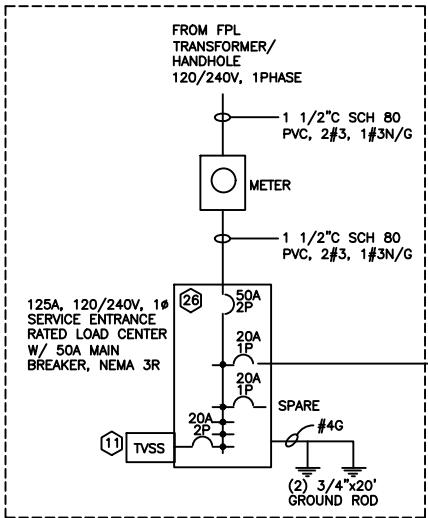 FROM FPL
TRANSFORMER/
HANDHOLE
120/240V, 1PHASE
1 1/2"C SCH 80
PVC, 2#3, 1#3N/G
METER
1 1/2"C SCH 80
PVC, 2#3, 1#3N/G
125A, 120/240V, 1ø
SERVICE ENTRANCE
RATED LOAD CENTER
W/ 50A MAIN
BREAKER, NEMA 3R
26
50A
2P
20A
1P
20A
1P
SPARE
20A
2P
#4G
11
TVSS
(2) 3/4"x20'
GROUND ROD